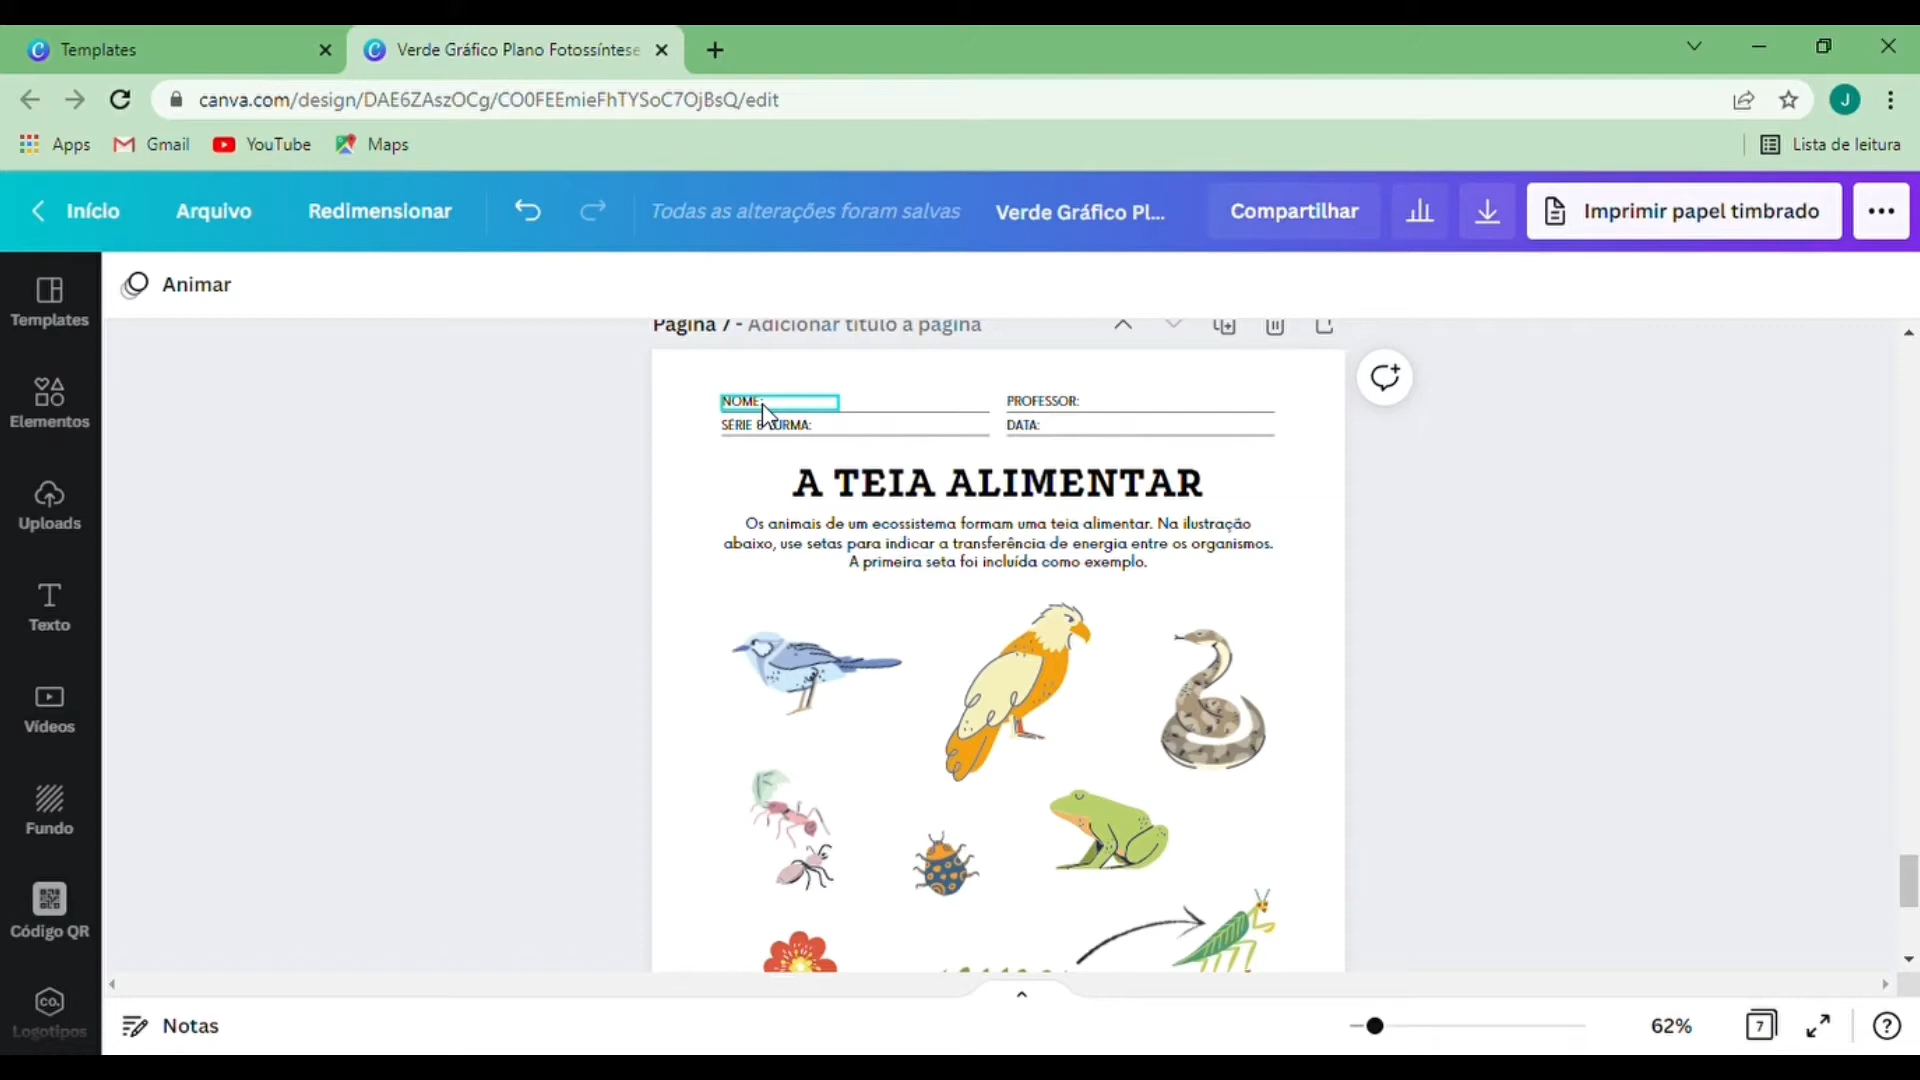 Templates
Verde Gráfico Plano Fotossíntese
canva.com/design/DAE6ZAszOCg/CO0FEEmieFhTYSoC7OjBsQ/edit
J
Apps
Gmail
YouTube
Maps
Lista de leitura
Início
Arquivo
Redimensionar
Todas as alterações foram salvas
Verde Gráfico Pl...
Compartilhar
Imprimir papel timbrado
Templates
Elementos
Uploads
Texto
Vídeos
Fundo
Código QR
CO.
Logotipos
Animar
Página 7 - Adicionar título à página
NOME:
PROFESSOR:
SÉRIE E TURMA:
DATA:
A TEIA ALIMENTAR
Os animais de um ecossistema formam uma teia alimentar. Na ilustração
abaixo, use setas para indicar a transferência de energia entre os organismos.
A primeira seta foi incluída como exemplo.
Notas
62%
7
?